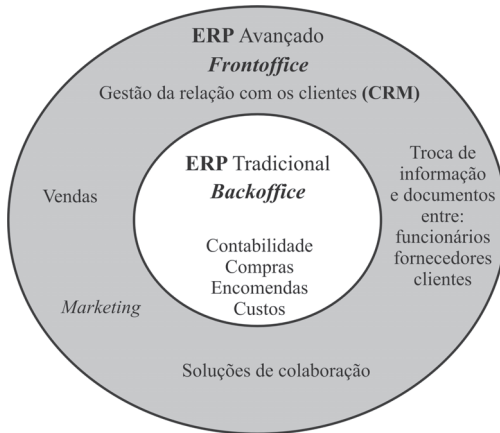 ERP Avançado
Frontoffice
Gestão da relação com os clientes (CRM)
ERP Tradicional
Backoffice
Contabilidade
Compras
Encomendas
Custos
Vendas
Marketing
Troca de
informação
e documentos
entre:
funcionários
fornecedores
clientes
Soluções de colaboração